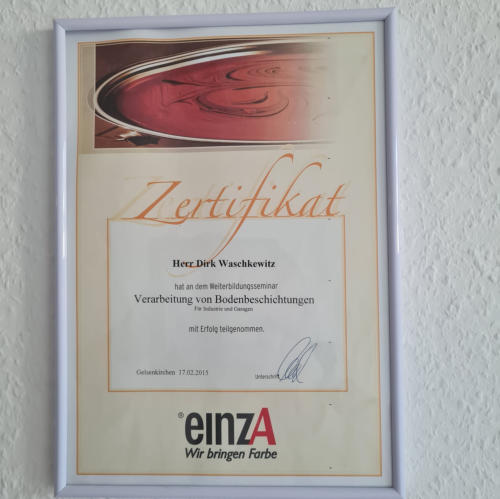 Zertifikat
Herr Dirk Waschkewitz
hat an dem Weiterbildungsseminar
Verarbeitung von Bodenbeschichtungen
Für Industrie und Garagen
mit Erfolg teilgenommen.
Gelsenkirchen 17.02.2015
Unterschrift
®einzA
Wir bringen Farbe